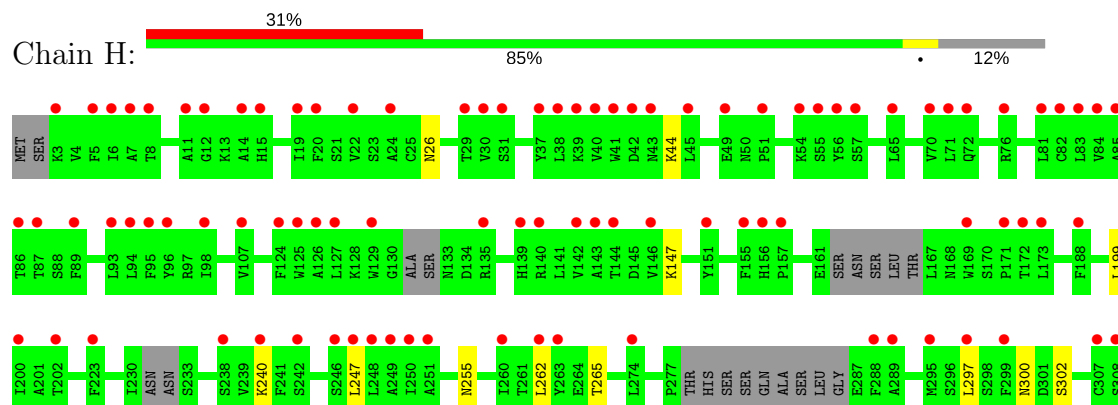 31%
Chain H:
85% • 12%
MET SER K3 V4 F5 I6 A7 T8 A11 G12 K13 A14 H15 I19 F20 S21 V22 S23 A24 C25 N26 T29 V30 S31 Y37 L38 K39 V40 W41 D42 N43 K44 L45 E49 N50 P51 K54 S55 Y56 S57 L65 V70 L71 Q72 R76 L81 C82 L83 V84 A85
T86 T87 S88 F89 L93 L94 F95 Y96 R97 I98 V107 F124 W125 A126 L127 K128 W129 G130 ALA SER N133 D134 R135 H139 R140 L141 V142 A143 T144 D145 V146 K147 Y151 F155 H156 P157 E161 SER ASN SER LEU THR L167 N168 W169 S170 P171 T172 L173 F188 L199
I200 A201 T202 F223 I230 ASN ASN S233 S238 V239 K240 F241 S242 S246 L247 L248 A249 I250 A251 N255 I260 T261 L262 Y263 E264 T265 L274 P277 THR HIS SER SER GLN ALA SER LEU GLY E287 F288 A289 M295 S296 L297 S298 F299 N300 D301 S302 C307